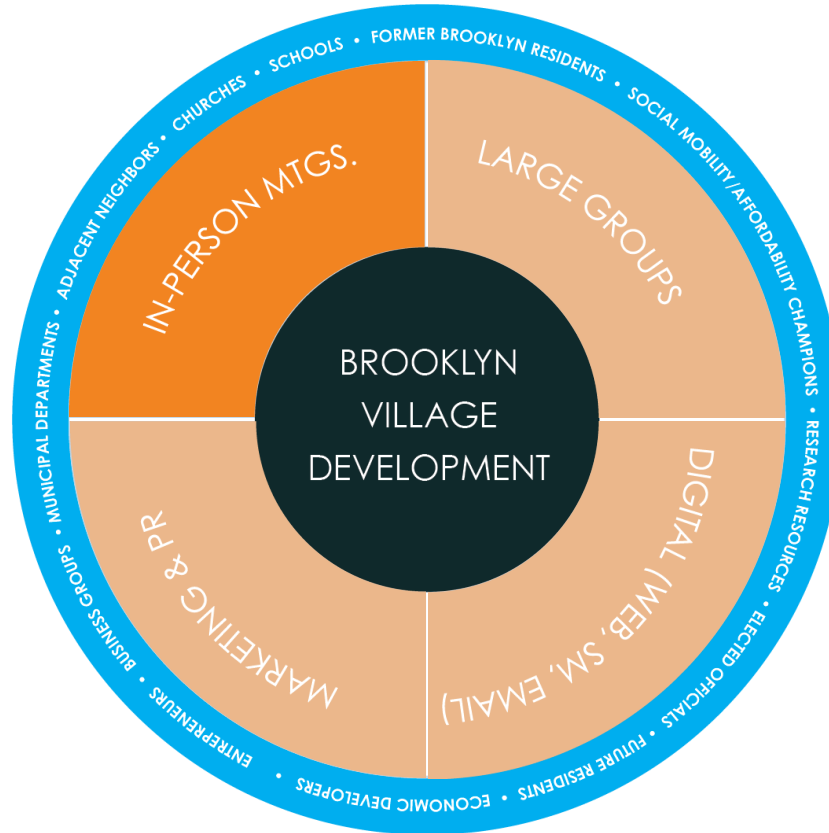 BROOKLYN
VILLAGE
DEVELOPMENT
IN-PERSON MTGS.
LARGE GROUPS
DIGITAL (WEB, SM, EMAIL)
MARKETING & PR
FORMER BROOKLYN RESIDENTS • SOCIAL MOBILITY/AFFORDABILITY CHAMPIONS • RESEARCH RESOURCES • ELECTED OFFICIALS • FUTURE RESIDENTS • ECONOMIC DEVELOPERS • ENTREPRENEURS • BUSINESS GROUPS • MUNICIPAL DEPARTMENTS • ADJACENT NEIGHBORS • CHURCHES • SCHOOLS •